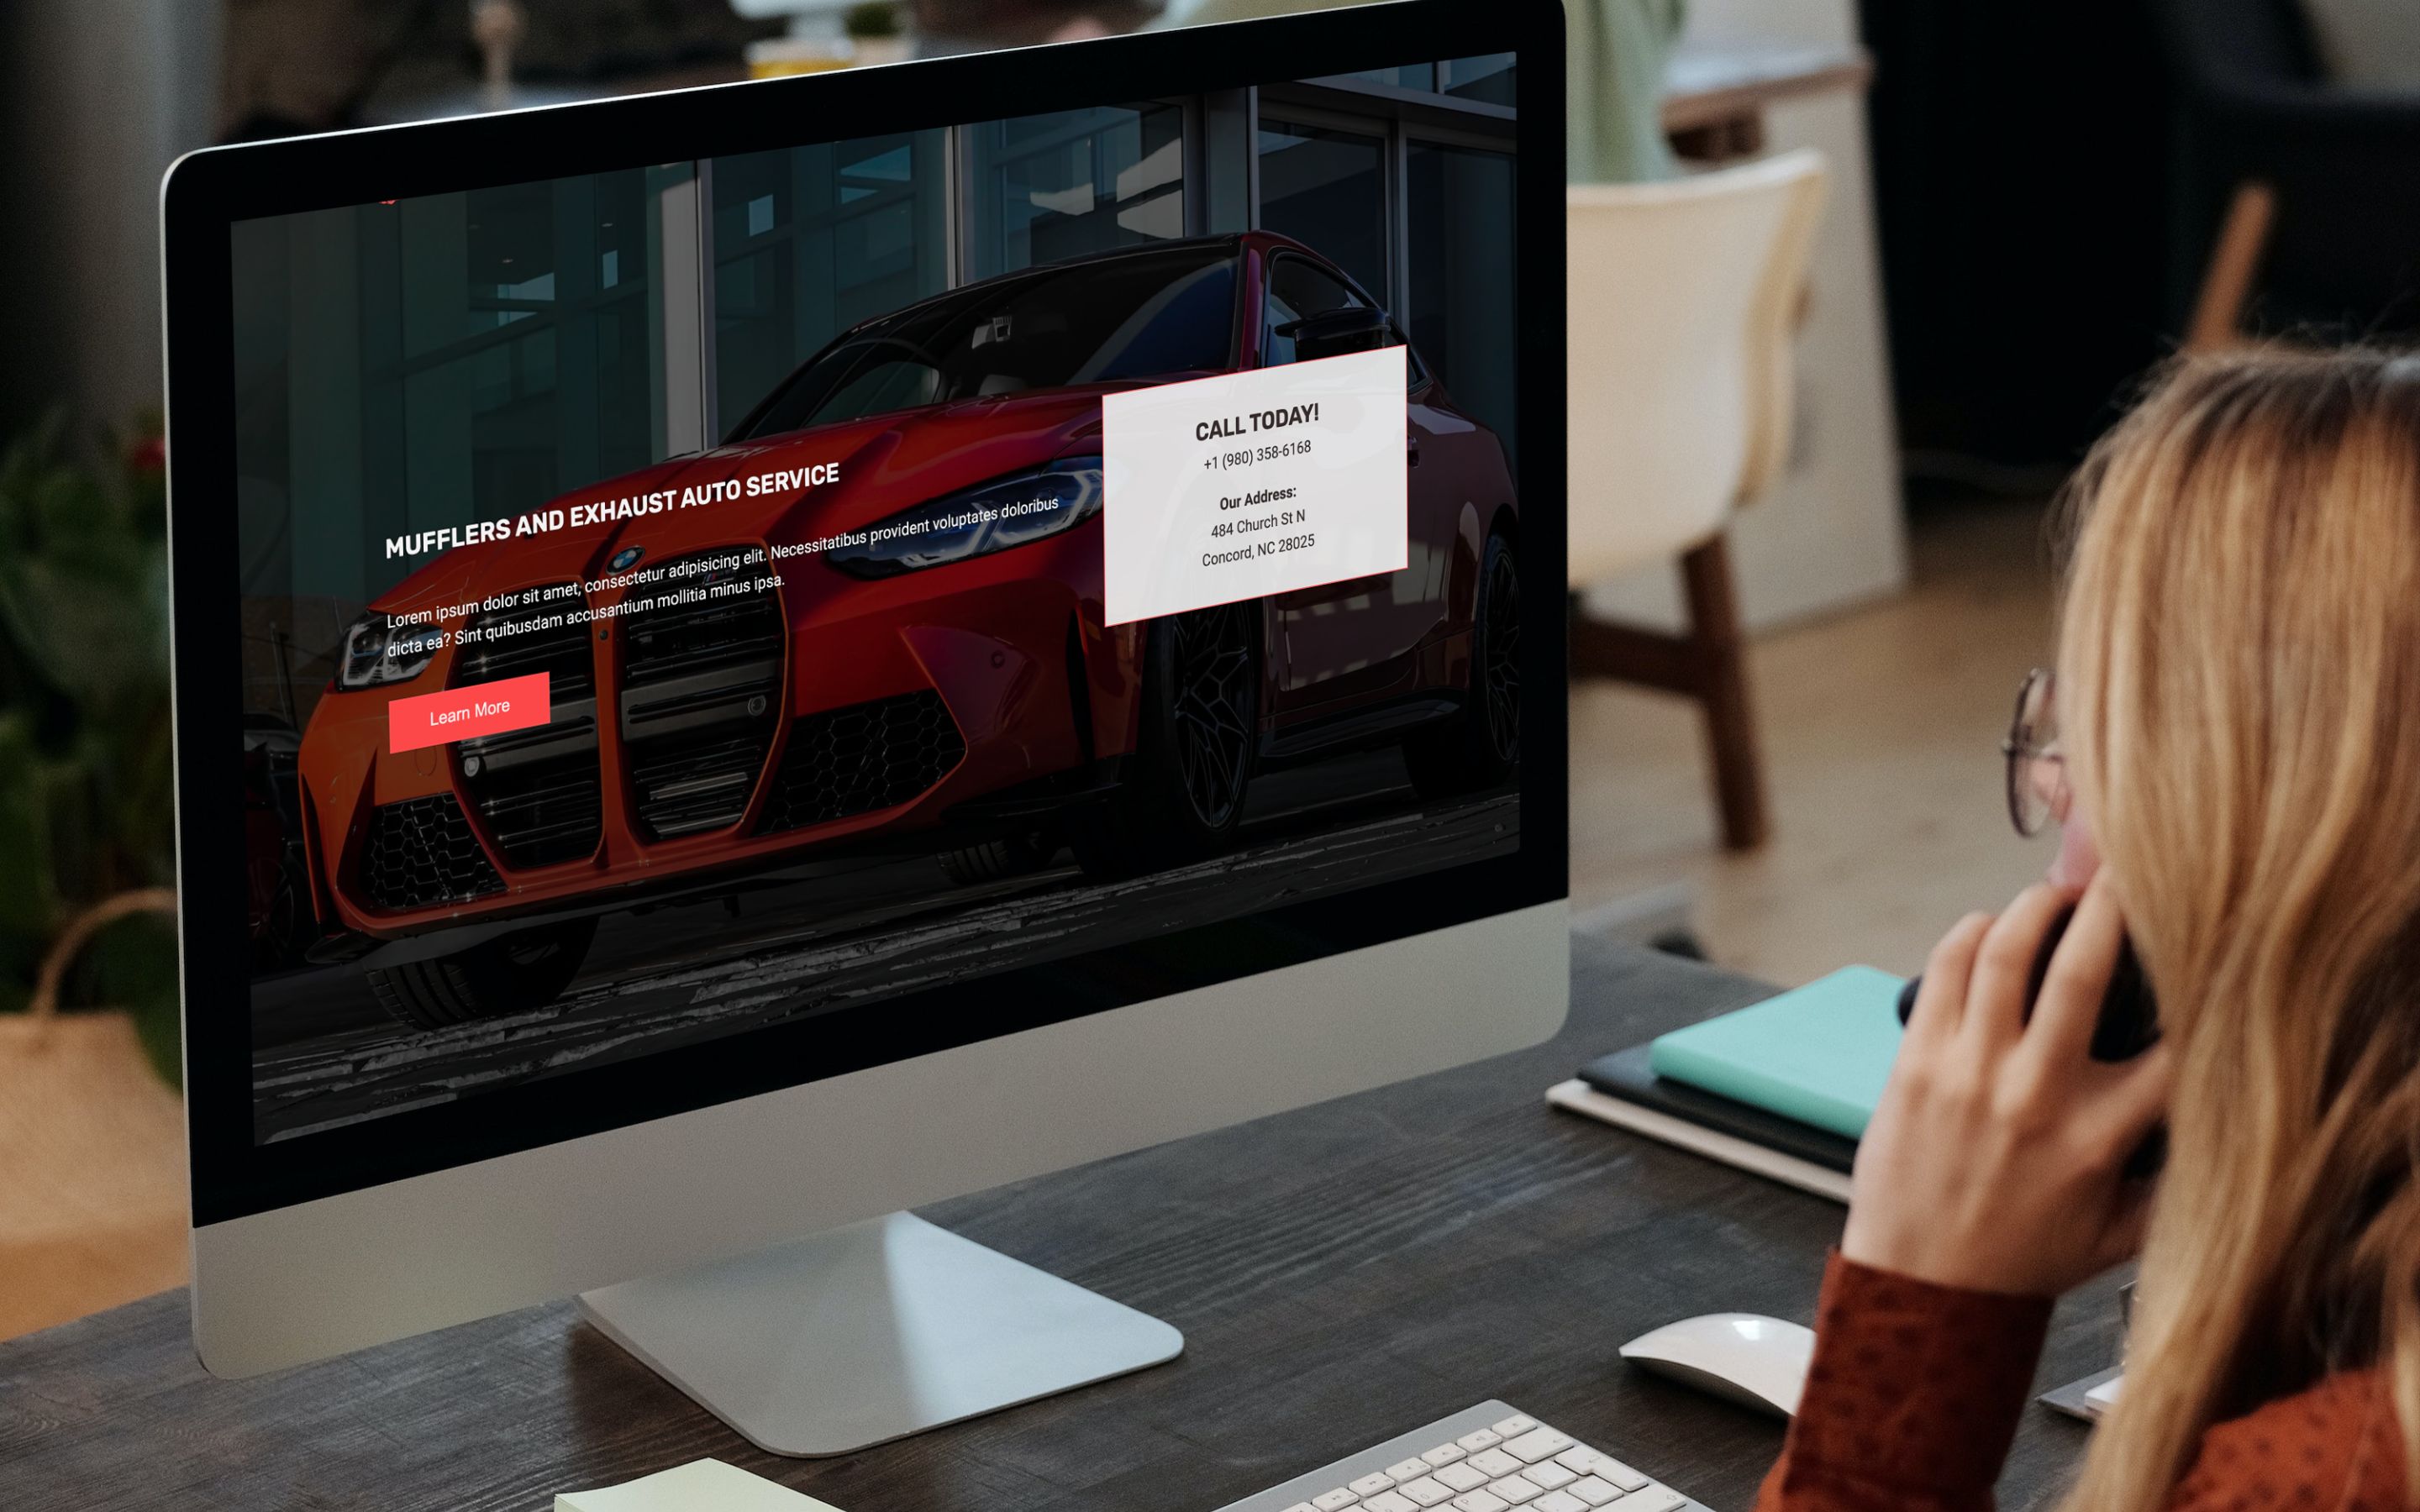 MUFFLERS AND EXHAUST AUTO SERVICE
Lorem ipsum dolor sit amet, consectetur adipisicing elit. Necessitatibus provident voluptates doloribus
dicta ea? Sint quibusdam accusantium mollitia minus ipsa.
Learn More
CALL TODAY!
+1 (980) 358-6168
Our Address:
484 Church St N
Concord, NC 28025